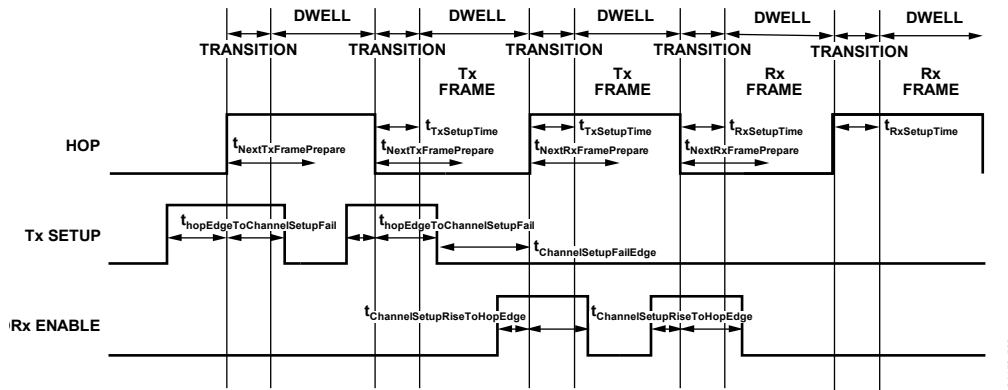 DWELL DWELL DWELL DWELL DWELL
TRANSITION TRANSITION TRANSITION TRANSITION TRANSITION
Tx FRAME
Tx FRAME
Rx FRAME
Rx FRAME
HOP
tTxSetupTime tTxSetupTime tRxSetupTime tRxSetupTime
tNextTxFramePrepare tNextTxFramePrepare tNextRxFramePrepare tNextRxFramePrepare
Tx SETUP
thopEdgeToChannelSetupFail thopEdgeToChannelSetupFail
tChannelSetupFailEdge
Rx ENABLE
tChannelSetupRiseToHopEdge tChannelSetupRiseToHopEdge